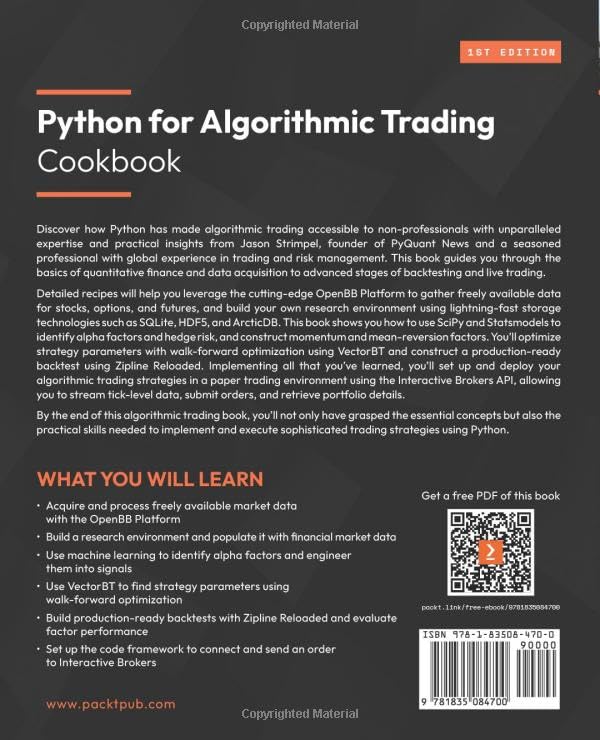 Copyrighted Material
1ST EDITION
Python for Algorithmic Trading
Cookbook
Discover how Python has made algorithmic trading accessible to non-professionals with unparalleled
expertise and practical insights from Jason Strimpel, founder of PyQuant News and a seasoned
professional with global experience in trading and risk management. This book guides you through the
basics of quantitative finance and data acquisition to advanced stages of backtesting and live trading.
Detailed recipes will help you leverage the cutting-edge OpenBB Platform to gather freely available data
for stocks, options, and futures, and build your own research environment using lightning-fast storage
technologies such as SQLite, HDF5, and ArcticDB. This book shows you how to use SciPy and Statsmodels to
identify alpha factors and hedge risk, and construct momentum and mean-reversion factors. You'll optimize
strategy parameters with walk-forward optimization using VectorBT and construct a production-ready
backtest using Zipline Reloaded. Implementing all that you've learned, you'll set up and deploy your
algorithmic trading strategies in a paper trading environment using the Interactive Brokers API, allowing
you to stream tick-level data, submit orders, and retrieve portfolio details.
By the end of this algorithmic trading book, you'll not only have grasped the essential concepts but also the
practical skills needed to implement and execute sophisticated trading strategies using Python.
WHAT YOU WILL LEARN
• Acquire and process freely available market data
with the OpenBB Platform
• Build a research environment and populate it with financial market data
• Use machine learning to identify alpha factors and engineer
them into signals
• Use VectorBT to find strategy parameters using
walk-forward optimization
• Build production-ready backtests with Zipline Reloaded and evaluate
factor performance
• Set up the code framework to connect and send an order
to Interactive Brokers
www.packtpub.com
Get a free PDF of this book
packt.link/free-ebook/9781835084700
ISBN 978-1-83508-470-0
90000
9 781835 084700
Copyrighted Material